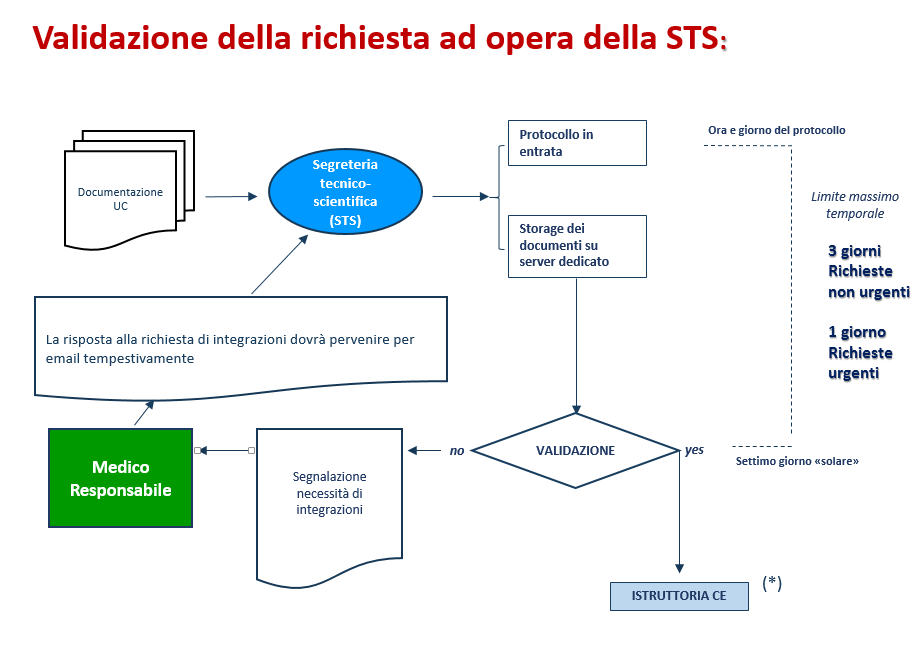 Validazione della richiesta ad opera della STS:
Documentazione
UC
Segreteria
tecnico-
scientifica
(STS)
Protocollo in
entrata
Storage dei
documenti su
server dedicato
Ora e giorno del protocollo
Limite massimo
temporale
3 giorni
Richieste
non urgenti
1 giorno
Richieste
urgenti
La risposta alla richiesta di integrazioni dovrà pervenire per
email tempestivamente
Medico
Responsabile
Segnalazione
necessità di
integrazioni
no
VALIDAZIONE
yes
Settimo giorno «solare»
ISTRUTTORIA CE
(*)